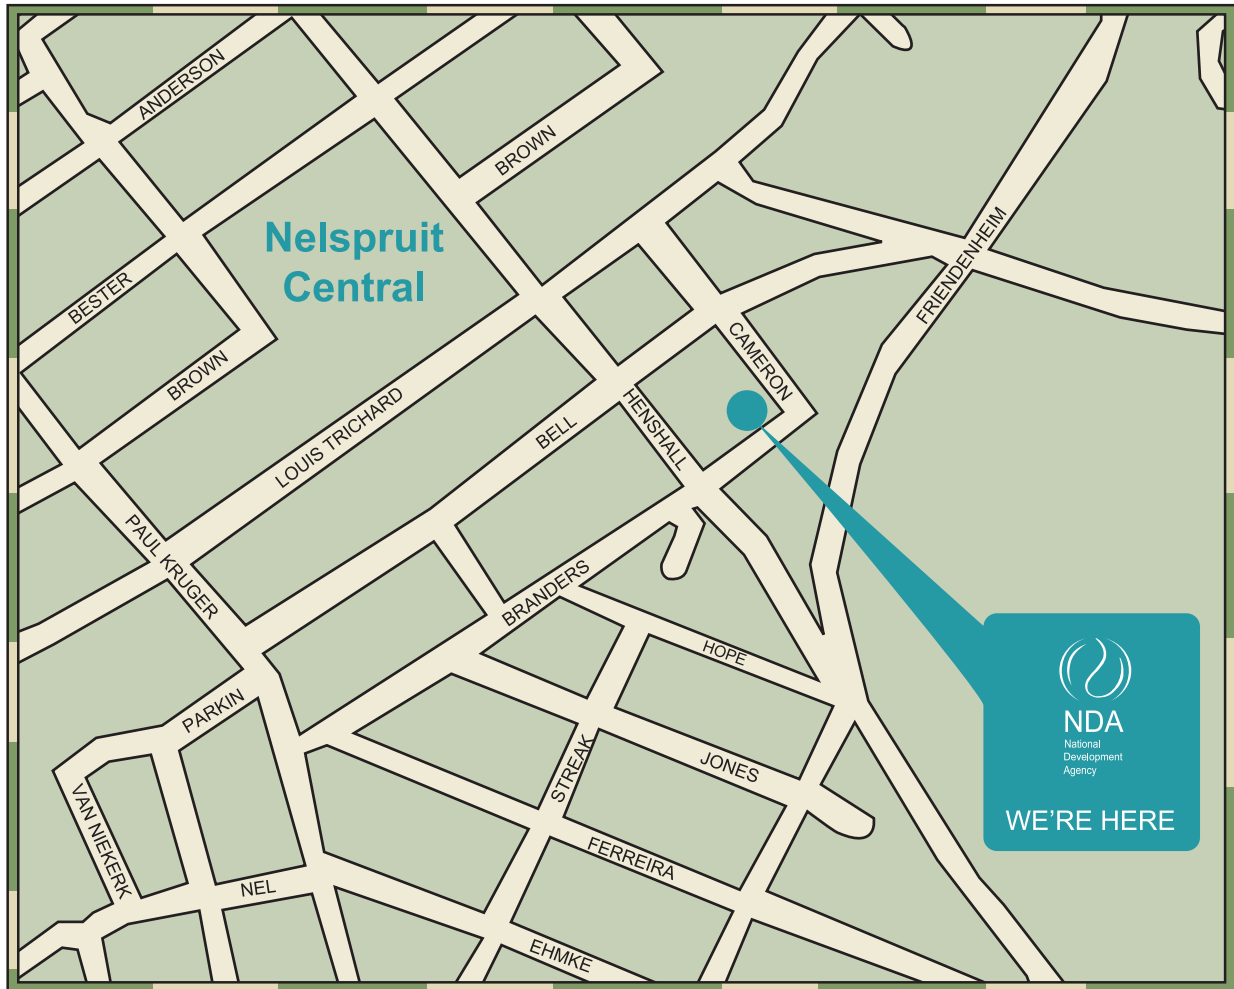 ANDERSON
BROWN
Nelspruit
Central
FRIENDENHEIM
BESTER
BROWN
CAMERON
LOUIS TRICHARD
BELL
HENSHALL
PAUL KRUGER
BRANDERS
HOPE
PARKIN
NDA
National
Development
Agency
WE'RE HERE
STREAK
JONES
VAN NIEKERK
FERREIRA
NEL
EHMKE